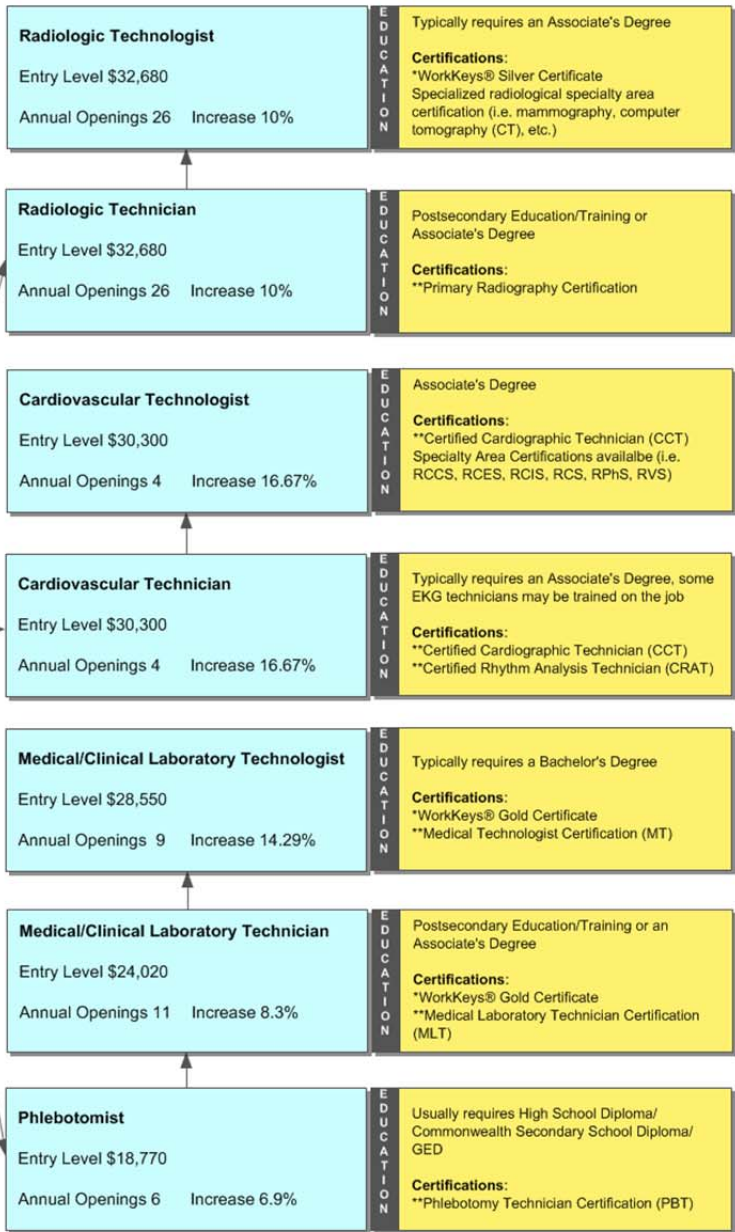 Radiologic Technologist
Entry Level $32,680
Annual Openings 26 Increase 10%
EDUCATION
Typically requires an Associate's Degree
Certifications:
*WorkKeys® Silver Certificate
Specialized radiological specialty area
certification (i.e. mammography, computer
tomography (CT), etc.)
Radiologic Technician
Entry Level $32,680
Annual Openings 26 Increase 10%
EDUCATION
Postsecondary Education/Training or
Associate's Degree
Certifications:
**Primary Radiography Certification
Cardiovascular Technologist
Entry Level $30,300
Annual Openings 4 Increase 16.67%
EDUCATION
Associate's Degree
Certifications:
**Certified Cardiographic Technician (CCT)
Specialty Area Certifications availalbe (i.e.
RCCS, RCES, RCIS, RCS, RPhS, RVS)
Cardiovascular Technician
Entry Level $30,300
Annual Openings 4 Increase 16.67%
EDUCATION
Typically requires an Associate's Degree, some
EKG technicians may be trained on the job
Certifications:
**Certified Cardiographic Technician (CCT)
**Certified Rhythm Analysis Technician (CRAT)
Medical/Clinical Laboratory Technologist
Entry Level $28,550
Annual Openings 9 Increase 14.29%
EDUCATION
Typically requires a Bachelor's Degree
Certifications:
*WorkKeys® Gold Certificate
**Medical Technologist Certification (MT)
Medical/Clinical Laboratory Technician
Entry Level $24,020
Annual Openings 11 Increase 8.3%
EDUCATION
Postsecondary Education/Training or an
Associate's Degree
Certifications:
*WorkKeys® Gold Certificate
**Medical Laboratory Technician Certification
(MLT)
Phlebotomist
Entry Level $18,770
Annual Openings 6 Increase 6.9%
EDUCATION
Usually requires High School Diploma/
Commonwealth Secondary School Diploma/
GED
Certifications:
**Phlebotomy Technician Certification (PBT)